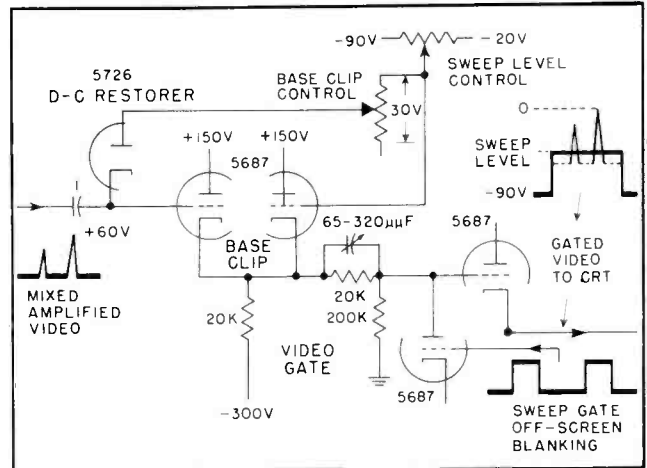 -90V
-20V
5726
D-C RESTORER
SWEEP LEVEL
CONTROL
BASE CLIP
CONTROL
30V
+150V
+150V
5687
O
SWEEP
LEVEL
-90V
1
+60V
65-320μμF
5687
GATED
VIDEO
TO CRT
BASE
CLIP
MIXED
AMPLIFIED
VIDEO
20K
20K
200K
VIDEO
GATE
-300V
5687
SWEEP GATE
OFF-SCREEN
BLANKING